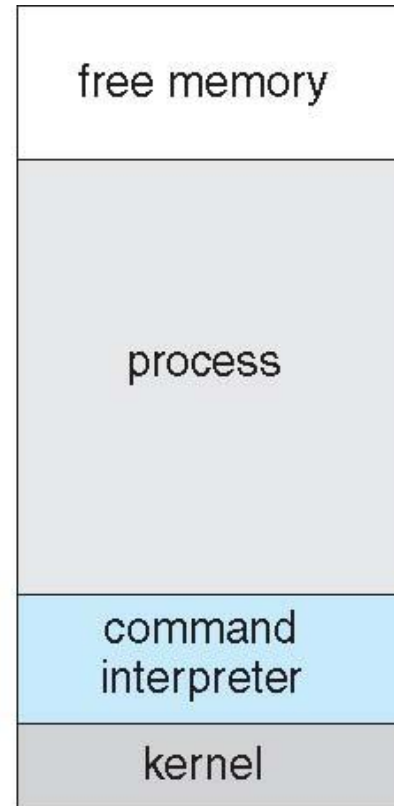 free memory
process
command
interpreter
kernel